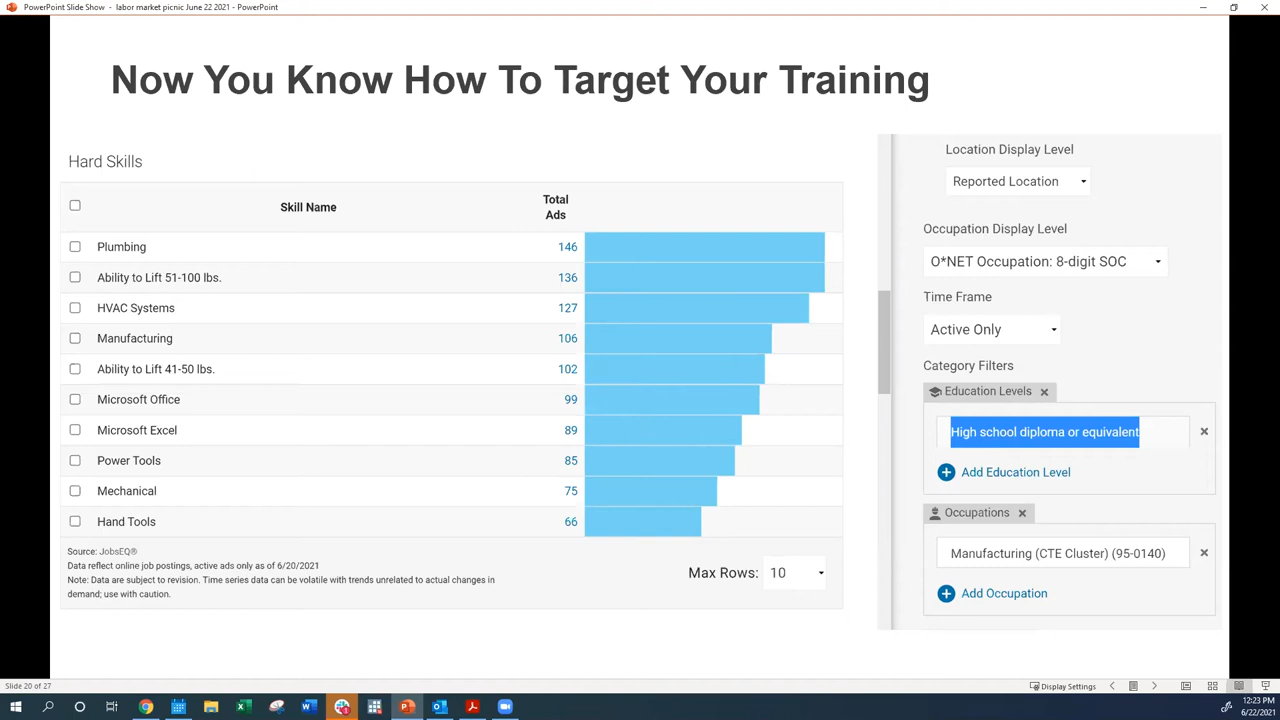 PowerPoint Slide Show - labor market picnic June 22 2021 - PowerPoint
Now You Know How To Target Your Training
Hard Skills
Skill Name
Total
Ads
Plumbing 146
Ability to Lift 51-100 lbs. 136
HVAC Systems 127
Manufacturing 106
Ability to Lift 41-50 lbs. 102
Microsoft Office 99
Microsoft Excel 89
Power Tools 85
Mechanical 75
Hand Tools 66
Source: JobsEQ®
Data reflect online job postings, active ads only as of 6/20/2021
Note: Data are subject to revision. Time series data can be volatile with trends unrelated to actual changes in
demand; use with caution.
Max Rows: 10
Location Display Level
Reported Location
Occupation Display Level
O*NET Occupation: 8-digit SOC
Time Frame
Active Only
Category Filters
Education Levels
High school diploma or equivalent
Add Education Level
Occupations
Manufacturing (CTE Cluster) (95-0140)
Add Occupation
Slide 20 of 27
Display Settings
12:23 PM
6/22/2021